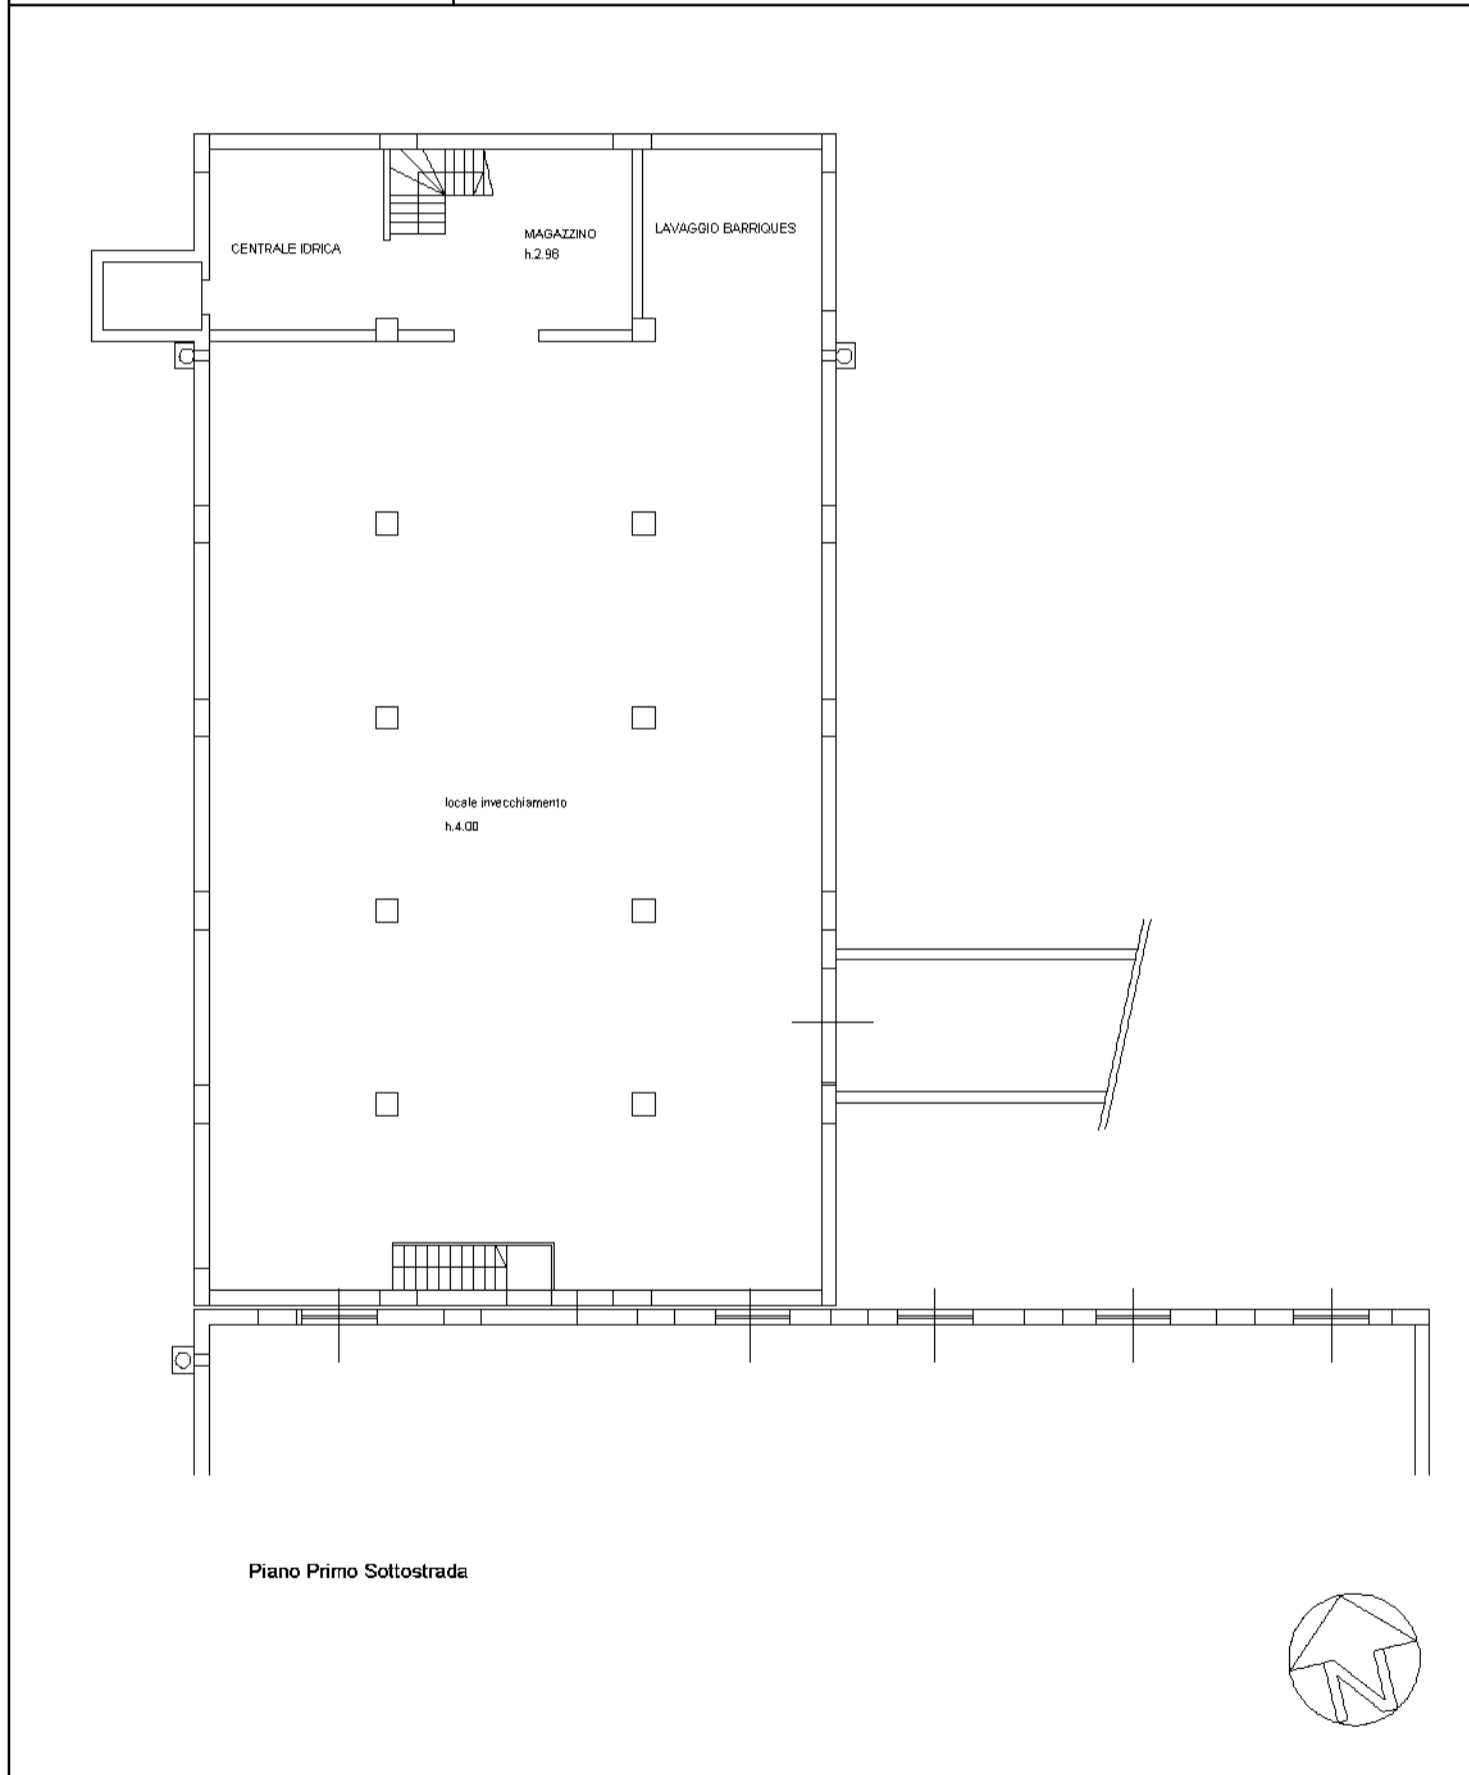 CENTRALE IDRICA
MAGAZZINO
h.2.98
LAVAGGIO BARRIQUES
locale invecchiamento
h.4.00
Piano Primo Sottostrada
N